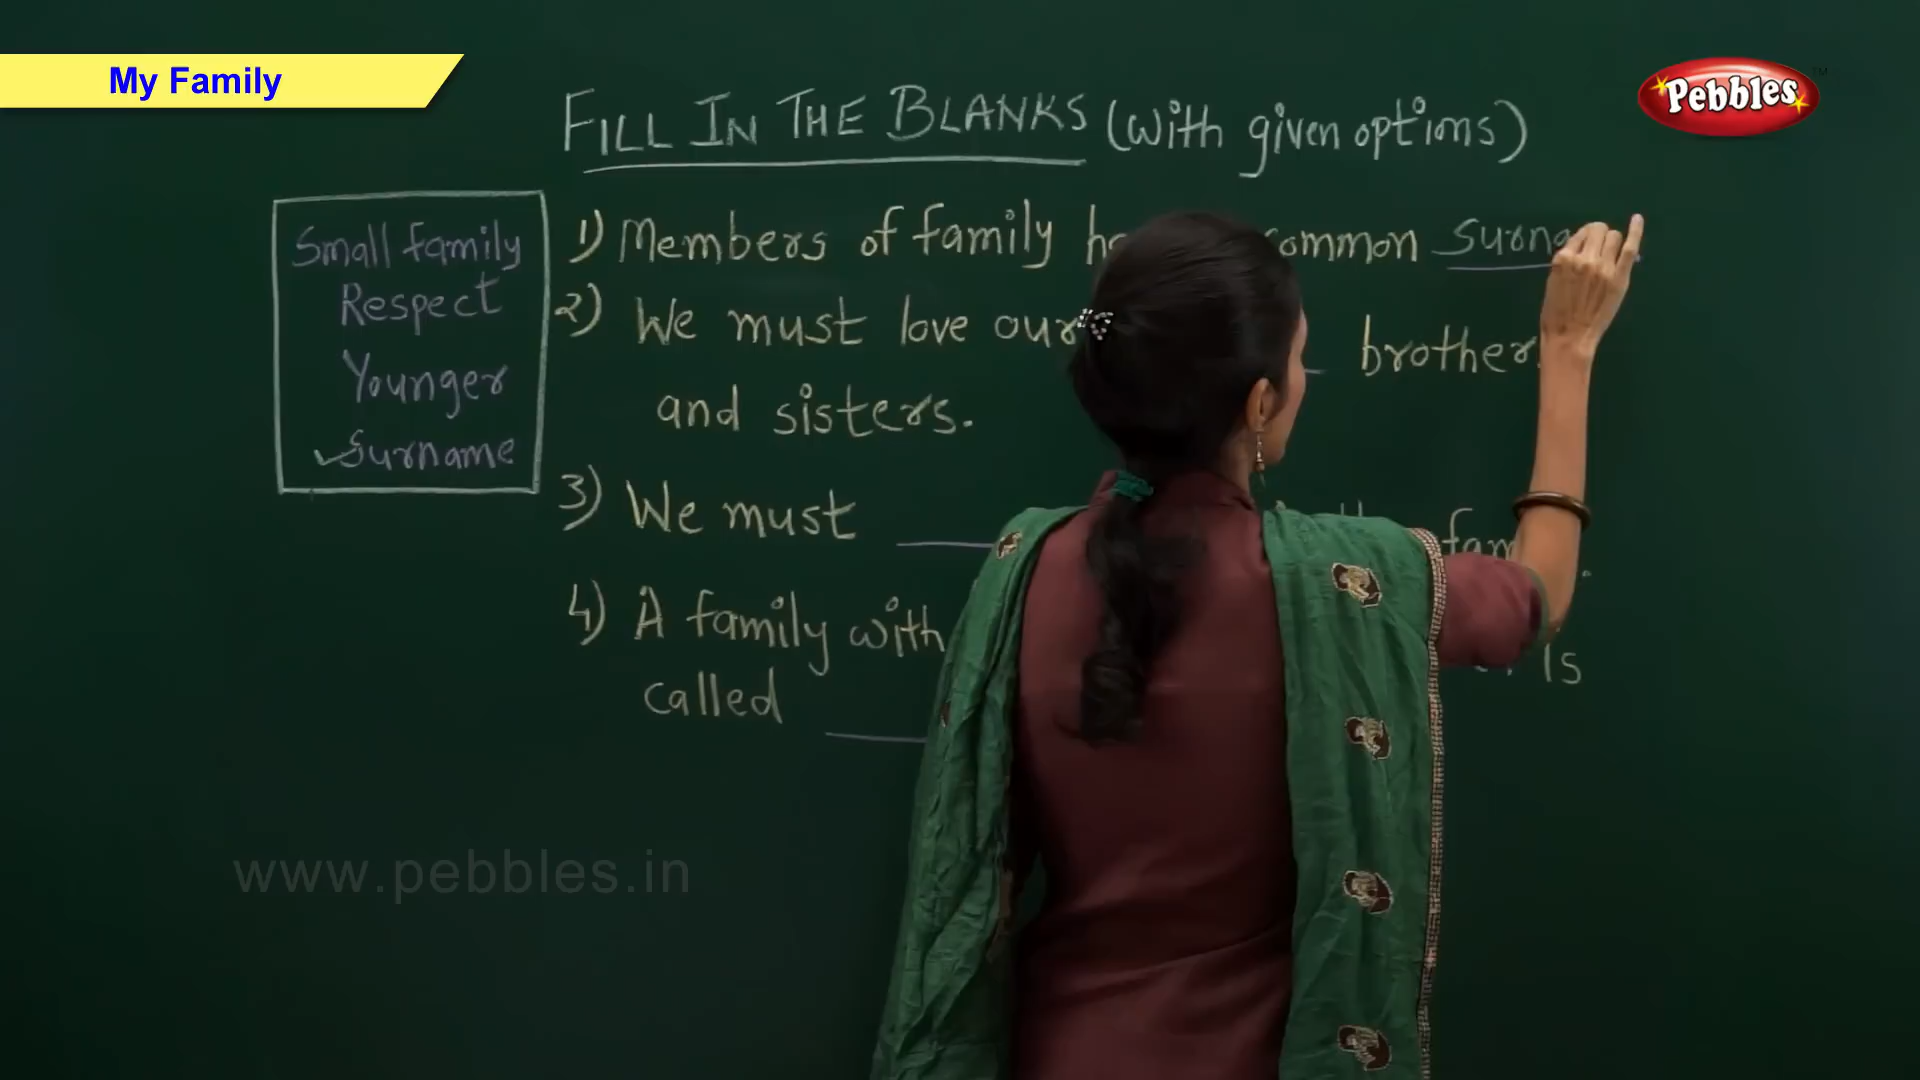 My Family
Pebbles
TM
FILL IN THE BLANKS (with given options)
Small family
Respect
Younger
Surname
1) Members of family common
2) We must love our brother
and sisters.
3) We must
4) A family with is
called
www.pebbles.in